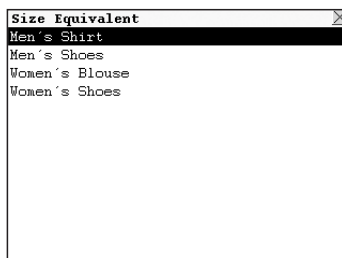 Size Equivalent
Men´s Shirt
Men´s Shoes
Women´s Blouse
Women´s Shoes